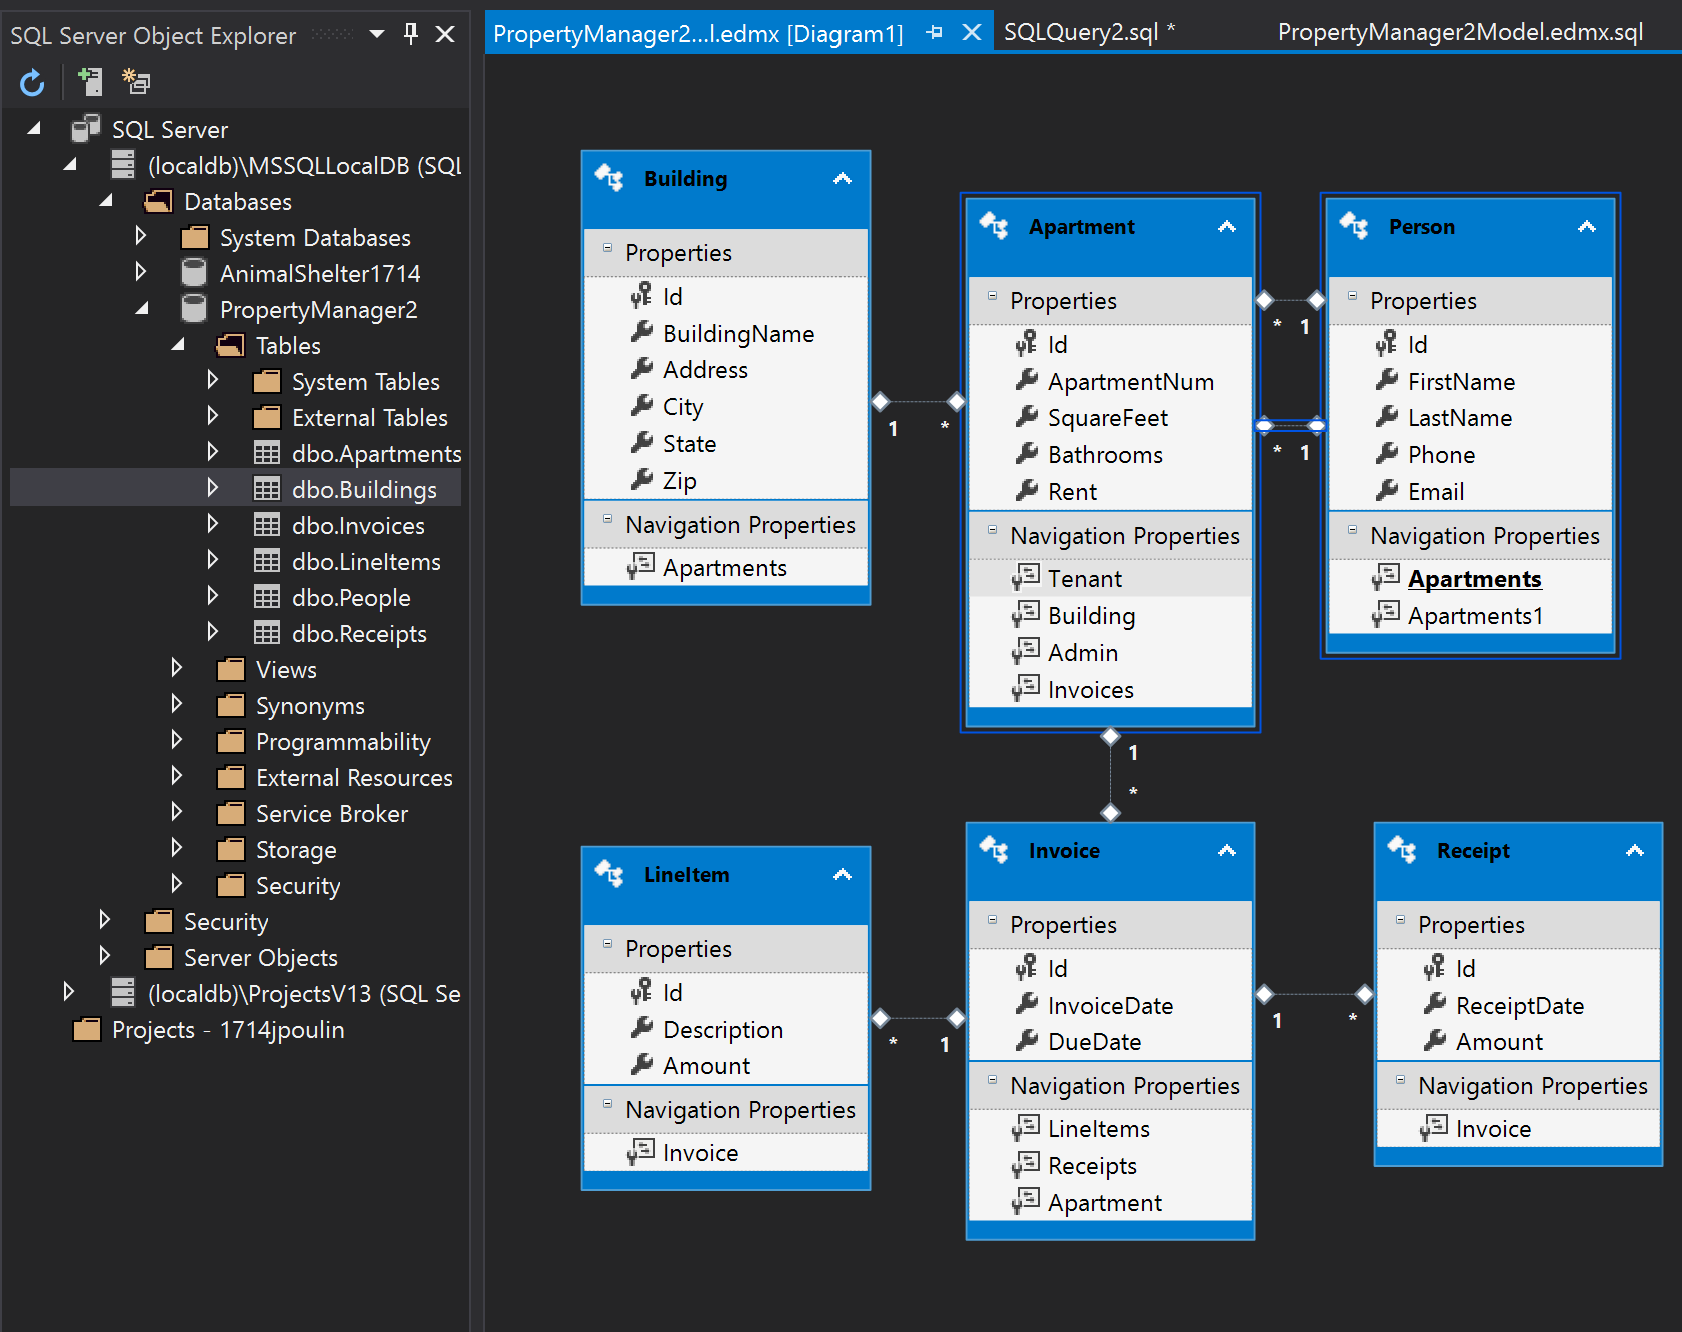 SQL Server Object Explorer
SQL Server
(localdb)\MSSQLLocalDB (SQL
Databases
System Databases
AnimalShelter1714
PropertyManager2
Tables
System Tables
External Tables
dbo.Apartments
dbo.Buildings
dbo.Invoices
dbo.LineItems
dbo.People
dbo.Receipts
Views
Synonyms
Programmability
External Resources
Service Broker
Storage
Security
Security
Server Objects
(localdb)\ProjectsV13 (SQL Se
Projects - 1714jpoulin
PropertyManager2...l.edmx [Diagram1]
SQLQuery2.sql *
PropertyManager2Model.edmx.sql
Building
Properties
Id
BuildingName
Address
City
State
Zip
Navigation Properties
Apartments
1 *
Apartment
Properties
Id
ApartmentNum
SquareFeet
Bathrooms
Rent
Navigation Properties
Tenant
Building
Admin
Invoices
* 1
* 1
Person
Properties
Id
FirstName
LastName
Phone
Email
Navigation Properties
Apartments
Apartments1
1
*
LineItem
Properties
Id
Description
Amount
Navigation Properties
Invoice
* 1
Invoice
Properties
Id
InvoiceDate
DueDate
Navigation Properties
LineItems
Receipts
Apartment
1 *
Receipt
Properties
Id
ReceiptDate
Amount
Navigation Properties
Invoice